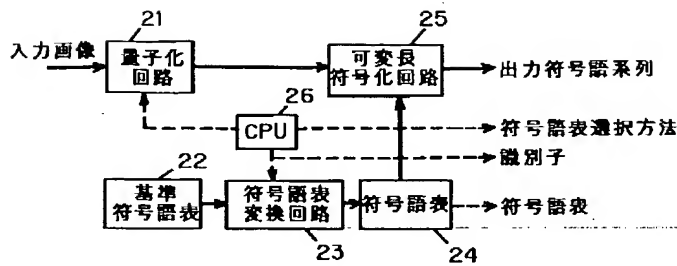 21
25
入力画像
量子化
回路
可変長
符号化回路
出力符号語系列
26
CPU
符号語表選択方法
識別子
22
基準
符号語表
符号語表
変換回路
符号語表
符号語表
23
24